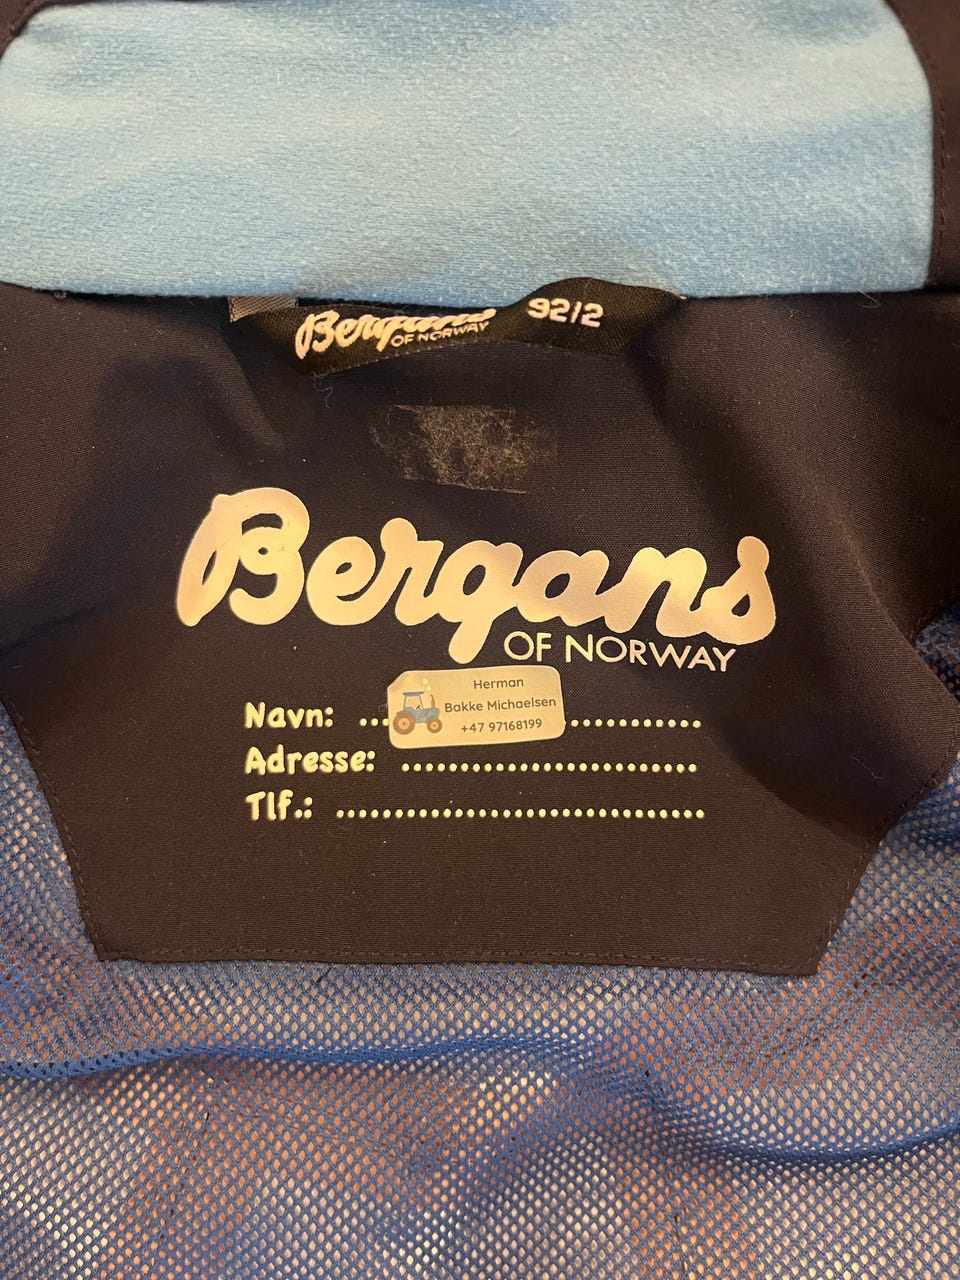 Bergans 92/2
OF NORWAY
Bergans
OF NORWAY
Herman
Bakke Michaelsen
+47 97168199
Navn: ...............
Adresse: .........................
Tlf.: ................................